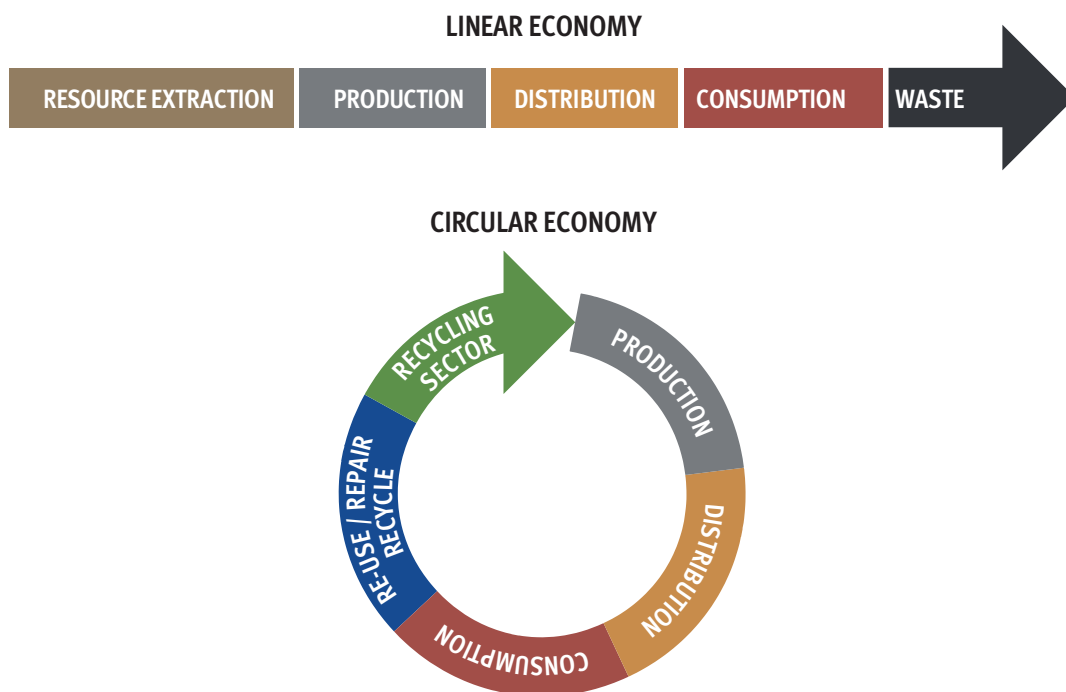 LINEAR ECONOMY
RESOURCE EXTRACTION
PRODUCTION
DISTRIBUTION
CONSUMPTION
WASTE
CIRCULAR ECONOMY
PRODUCTION
DISTRIBUTION
CONSUMPTION
RE-USE / REPAIR
RECYCLE
RECYCLING
SECTOR